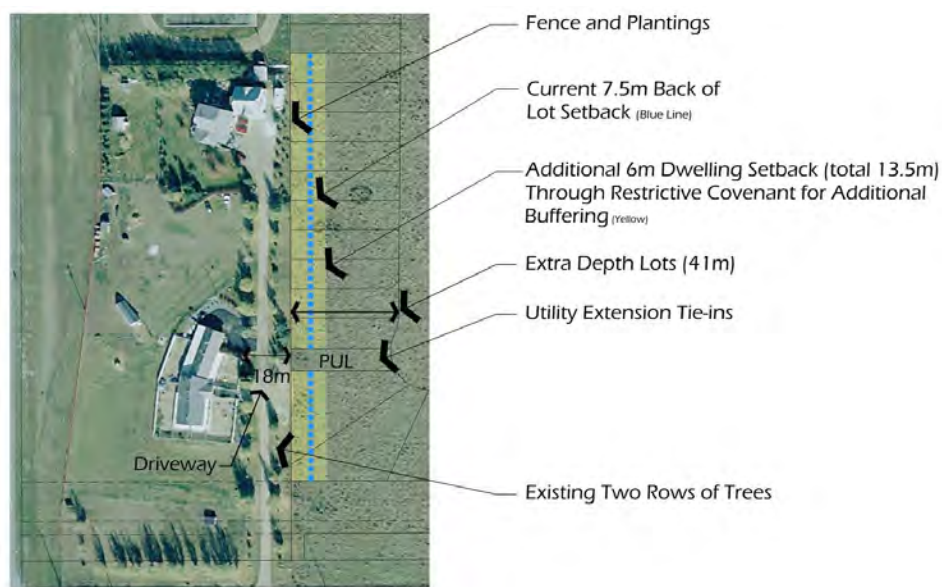 Fence and Plantings
Current 7.5m Back of
Lot Setback (Blue Line)
Additional 6m Dwelling Setback (total 13.5m)
Through Restrictive Covenant for Additional
Buffering (Yellow)
Extra Depth Lots (41m)
Utility Extension Tie-ins
PUL
18m
Driveway
Existing Two Rows of Trees